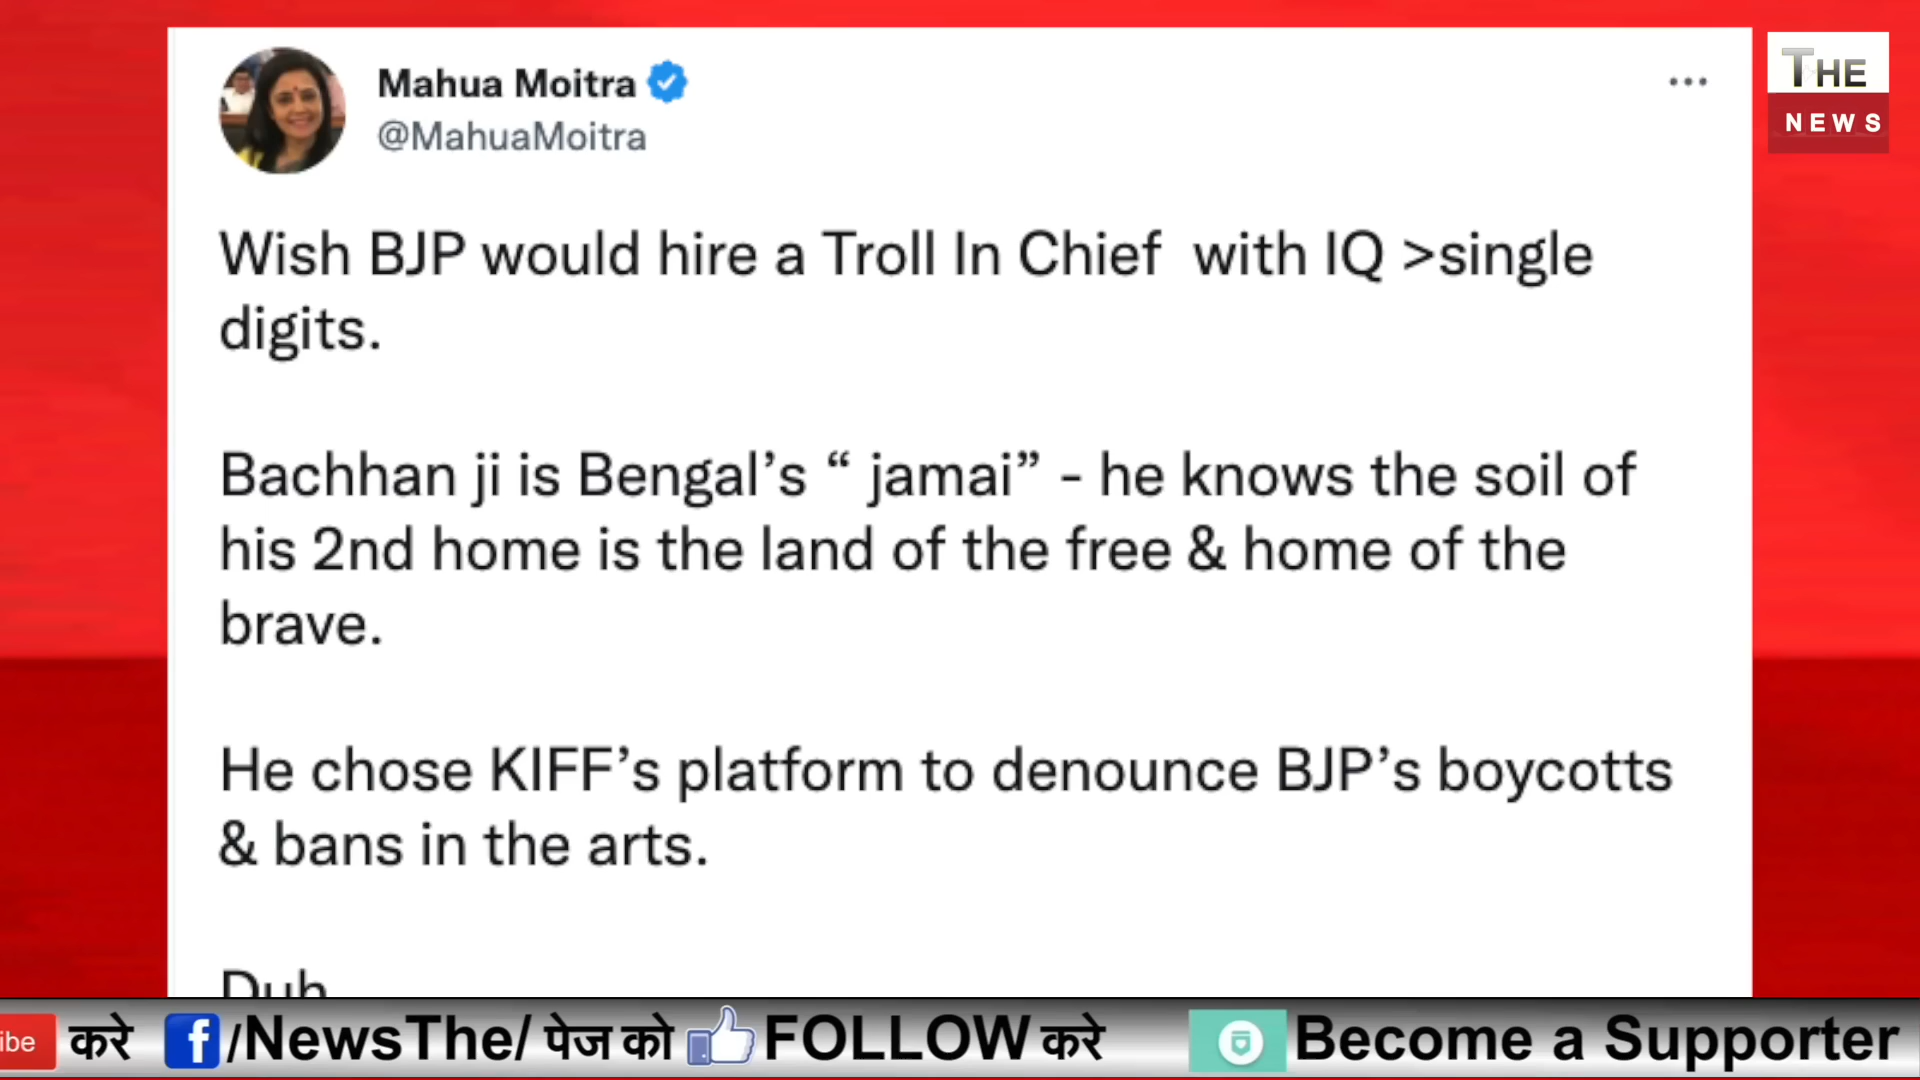 Mahua Moitra
@MahuaMoitra
THE
NEWS
Wish BJP would hire a Troll In Chief  with IQ >single
digits.
Bachhan ji is Bengal’s “ jamai” - he knows the soil of
his 2nd home is the land of the free & home of the
brave.
He chose KIFF’s platform to denounce BJP’s boycotts
& bans in the arts.
Duh
ibe करे f/NewsThe/ पेज को FOLLOW करे Become a Supporter